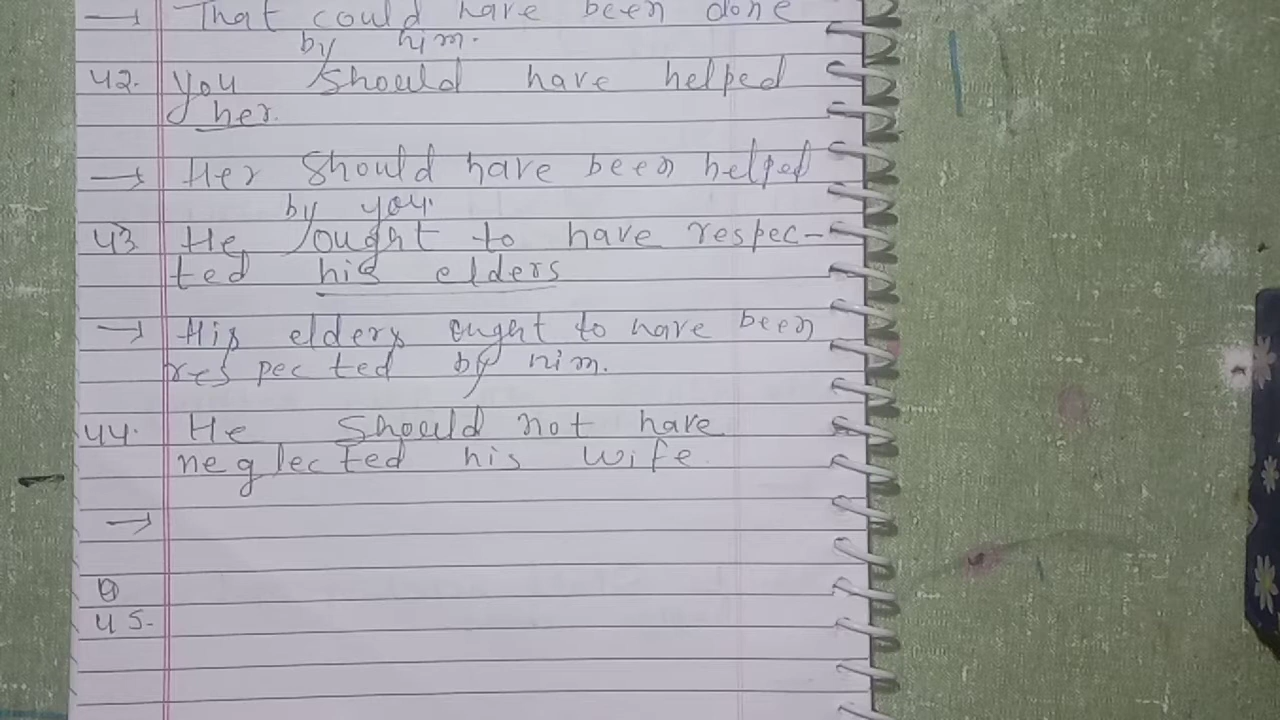 → That could have been done
by him.
42. You should have helped
her.
→ Her should have been helped
by you.
43 He ought to have respec-
ted his elders
→ His elders ought to have been
respected by him.
44. He should not have
neglected his wife.
→
Q
45.